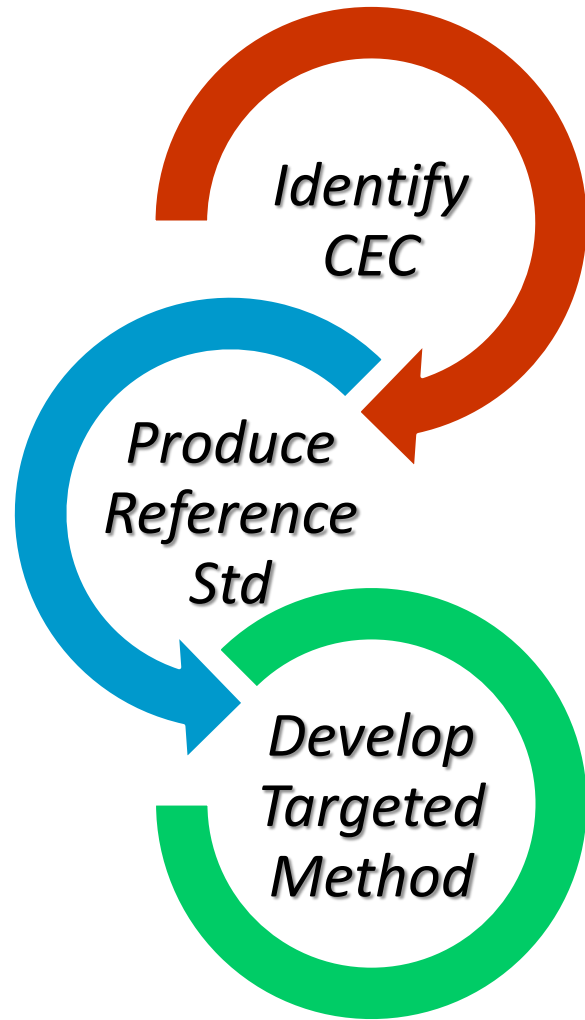 Identify
CEC
Produce
Reference
Std
Develop
Targeted
Method